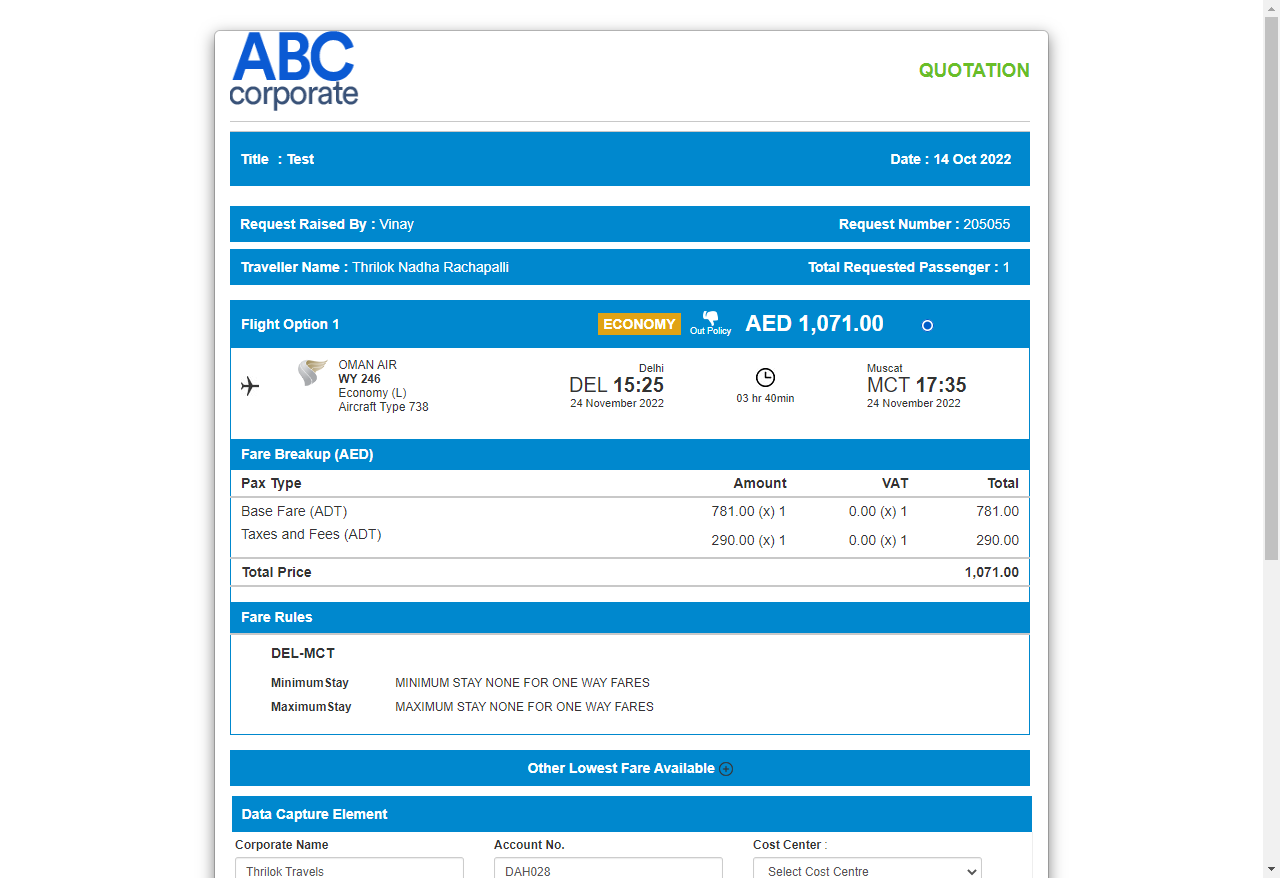 ABC
corporate
QUOTATION
Title : Test
Date : 14 Oct 2022
Request Raised By : Vinay
Request Number : 205055
Traveller Name : Thrilok Nadha Rachapalli
Total Requested Passenger : 1
Flight Option 1
ECONOMY
Out Policy
AED 1,071.00
OMAN AIR
WY 246
Economy (L)
Aircraft Type 738
Delhi
DEL 15:25
24 November 2022
03 hr 40min
Muscat
MCT 17:35
24 November 2022
Fare Breakup (AED)
Pax Type Amount VAT Total
Base Fare (ADT) 781.00 (x) 1 0.00 (x) 1 781.00
Taxes and Fees (ADT) 290.00 (x) 1 0.00 (x) 1 290.00
Total Price 1,071.00
Fare Rules
DEL-MCT
Minimum Stay MINIMUM STAY NONE FOR ONE WAY FARES
Maximum Stay MAXIMUM STAY NONE FOR ONE WAY FARES
Other Lowest Fare Available
Data Capture Element
Corporate Name Account No. Cost Center :
Thrilok Travels DAH028 Select Cost Centre